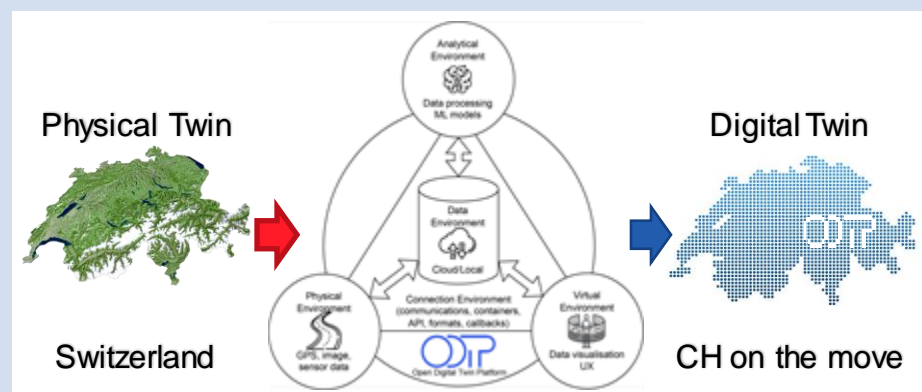 Physical Twin
Switzerland
Analytical
Environment
Data processing
ML models
Data
Environment
Cloud/Local
Physical
Environment
GPS, image,
sensor data
Connection Environment
(communications, containers,
API, formats, callbacks)
ODTP
Open Digital Twin Platform
Virtual
Environment
Data visualisation
UX
Digital Twin
ODTP
CH on the move